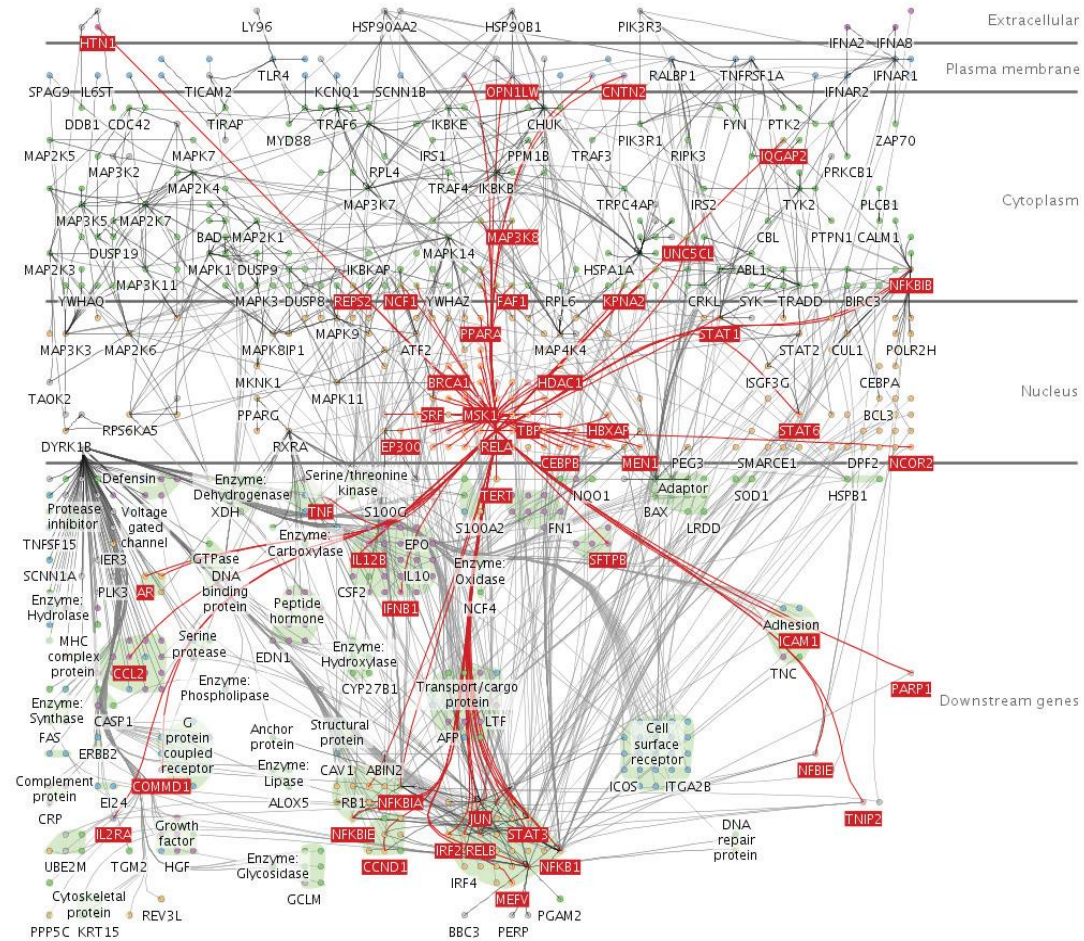 LY96 HSP90AA2 HSP90B1 PIK3R3 Extracellular
HTN1 IFNA2 IFNA8
TLR4 RALBP1 TNFRSF1A IFNAR1 Plasma membrane
SPAG9 IL6ST TICAM2 KCNQ1 SCNN1B OPN1LW CNTN2 IFNAR2
DDB1 CDC42 TIRAP TRAF6 IKBKE CHUK FYN PTK2
MYD88 PIK3R1 ZAP70
MAP2K5 MAPK7 IRS1 PPM1B TRAF3 RIPK3 IQGAP2
MAP3K2 RPL4 PRKCB1
MAP2K4 TRAF4 IKBKB
MAP3K7 TRPC4AP IRS2 TYK2 PLCB1 Cytoplasm
MAP3K5 MAP2K7
BAD MAP2K1 MAP3K8 CBL PTPN1 CALM1
DUSP19 MAPK14 UNC5CL
MAP2K3 MAPK1 DUSP9 IKBKAP HSPA1A ABL1
MAP3K11 NFKBIB
YWHAQ MAPK3 DUSP8 REPS2 NCF1 YWHAZ FAF1 RPL6 KPNA2 CRKL SYK TRADD BIRC3
MAPK9 PPARA STAT1
MAP3K3 MAP2K6 MAPK8IP1 ATF2 MAP4K4 STAT2 CUL1 POLR2H
MKNK1 BRCA1 HDAC1 ISGF3G CEBPA
TAOK2 MAPK11 Nucleus
PPARG SRF MSK1 BCL3
RPS6KA5 TBP HBXAP STAT6
DYRK1B RXRA EP300 RELA
CEBPB MEN1 PEG3 SMARCE1 DPF2 NCOR2
Defensin Enzyme:
Dehydrogenase Serine/threonine
kinase Adaptor
Protease
inhibitor Voltage
gated
channel XDH TNF S100G TERT NQO1 SOD1 HSPB1
BAX
TNFSF15 Enzyme:
Carboxylase S100A2 FN1 LRDD
IER3 GTPase IL12B EPO SFTPB
SCNN1A DNA
binding
protein IL10 Enzyme:
Oxidase
PLK3 AR CSF2
Enzyme:
Hydrolase Peptide
hormone IFNB1 NCF4
Adhesion
MHC
complex
protein Serine
protease EDN1 Enzyme:
Hydroxylase ICAM1
CCL2 TNC
Enzyme:
Phospholipase CYP27B1 Transport/cargo
protein PARP1
Enzyme:
Synthase Downstream genes
CASP1 G
protein
coupled
receptor Structural
protein LTF Cell
surface
receptor
FAS ERBB2 Anchor
protein AFP
Enzyme:
Lipase CAV1 ABIN2 NFBIE
Complement
protein COMMD1 ICOS ITGA2B
EI24 ALOX5 RB1 NFKBIA
CRP JUN TNIP2
IL2RA Growth
factor NFKBIE STAT3 DNA
repair
protein
UBE2M TGM2 HGF Enzyme:
Glycosidase CCND1 IRF2 RELB NFKB1
GCLM IRF4
Cytoskeletal
protein MEFV
PPP5C KRT15 REV3L BBC3 PERP PGAM2